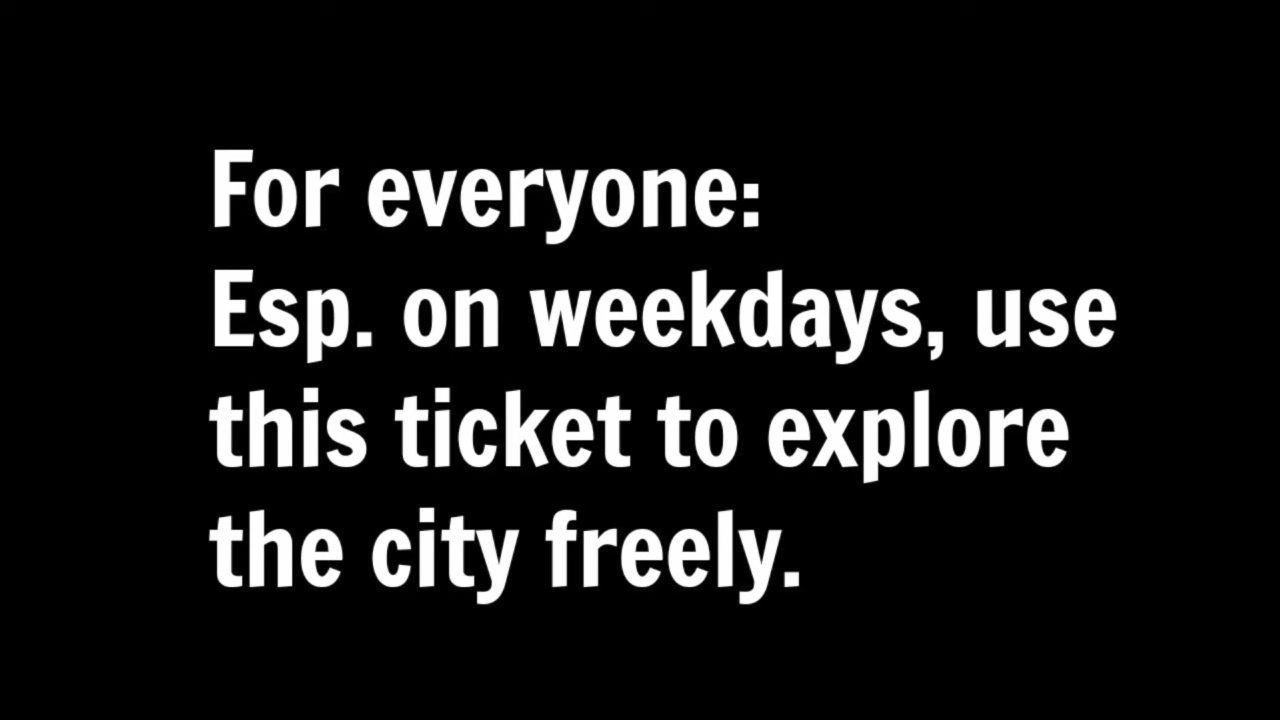 For everyone:
Esp. on weekdays, use
this ticket to explore
the city freely.